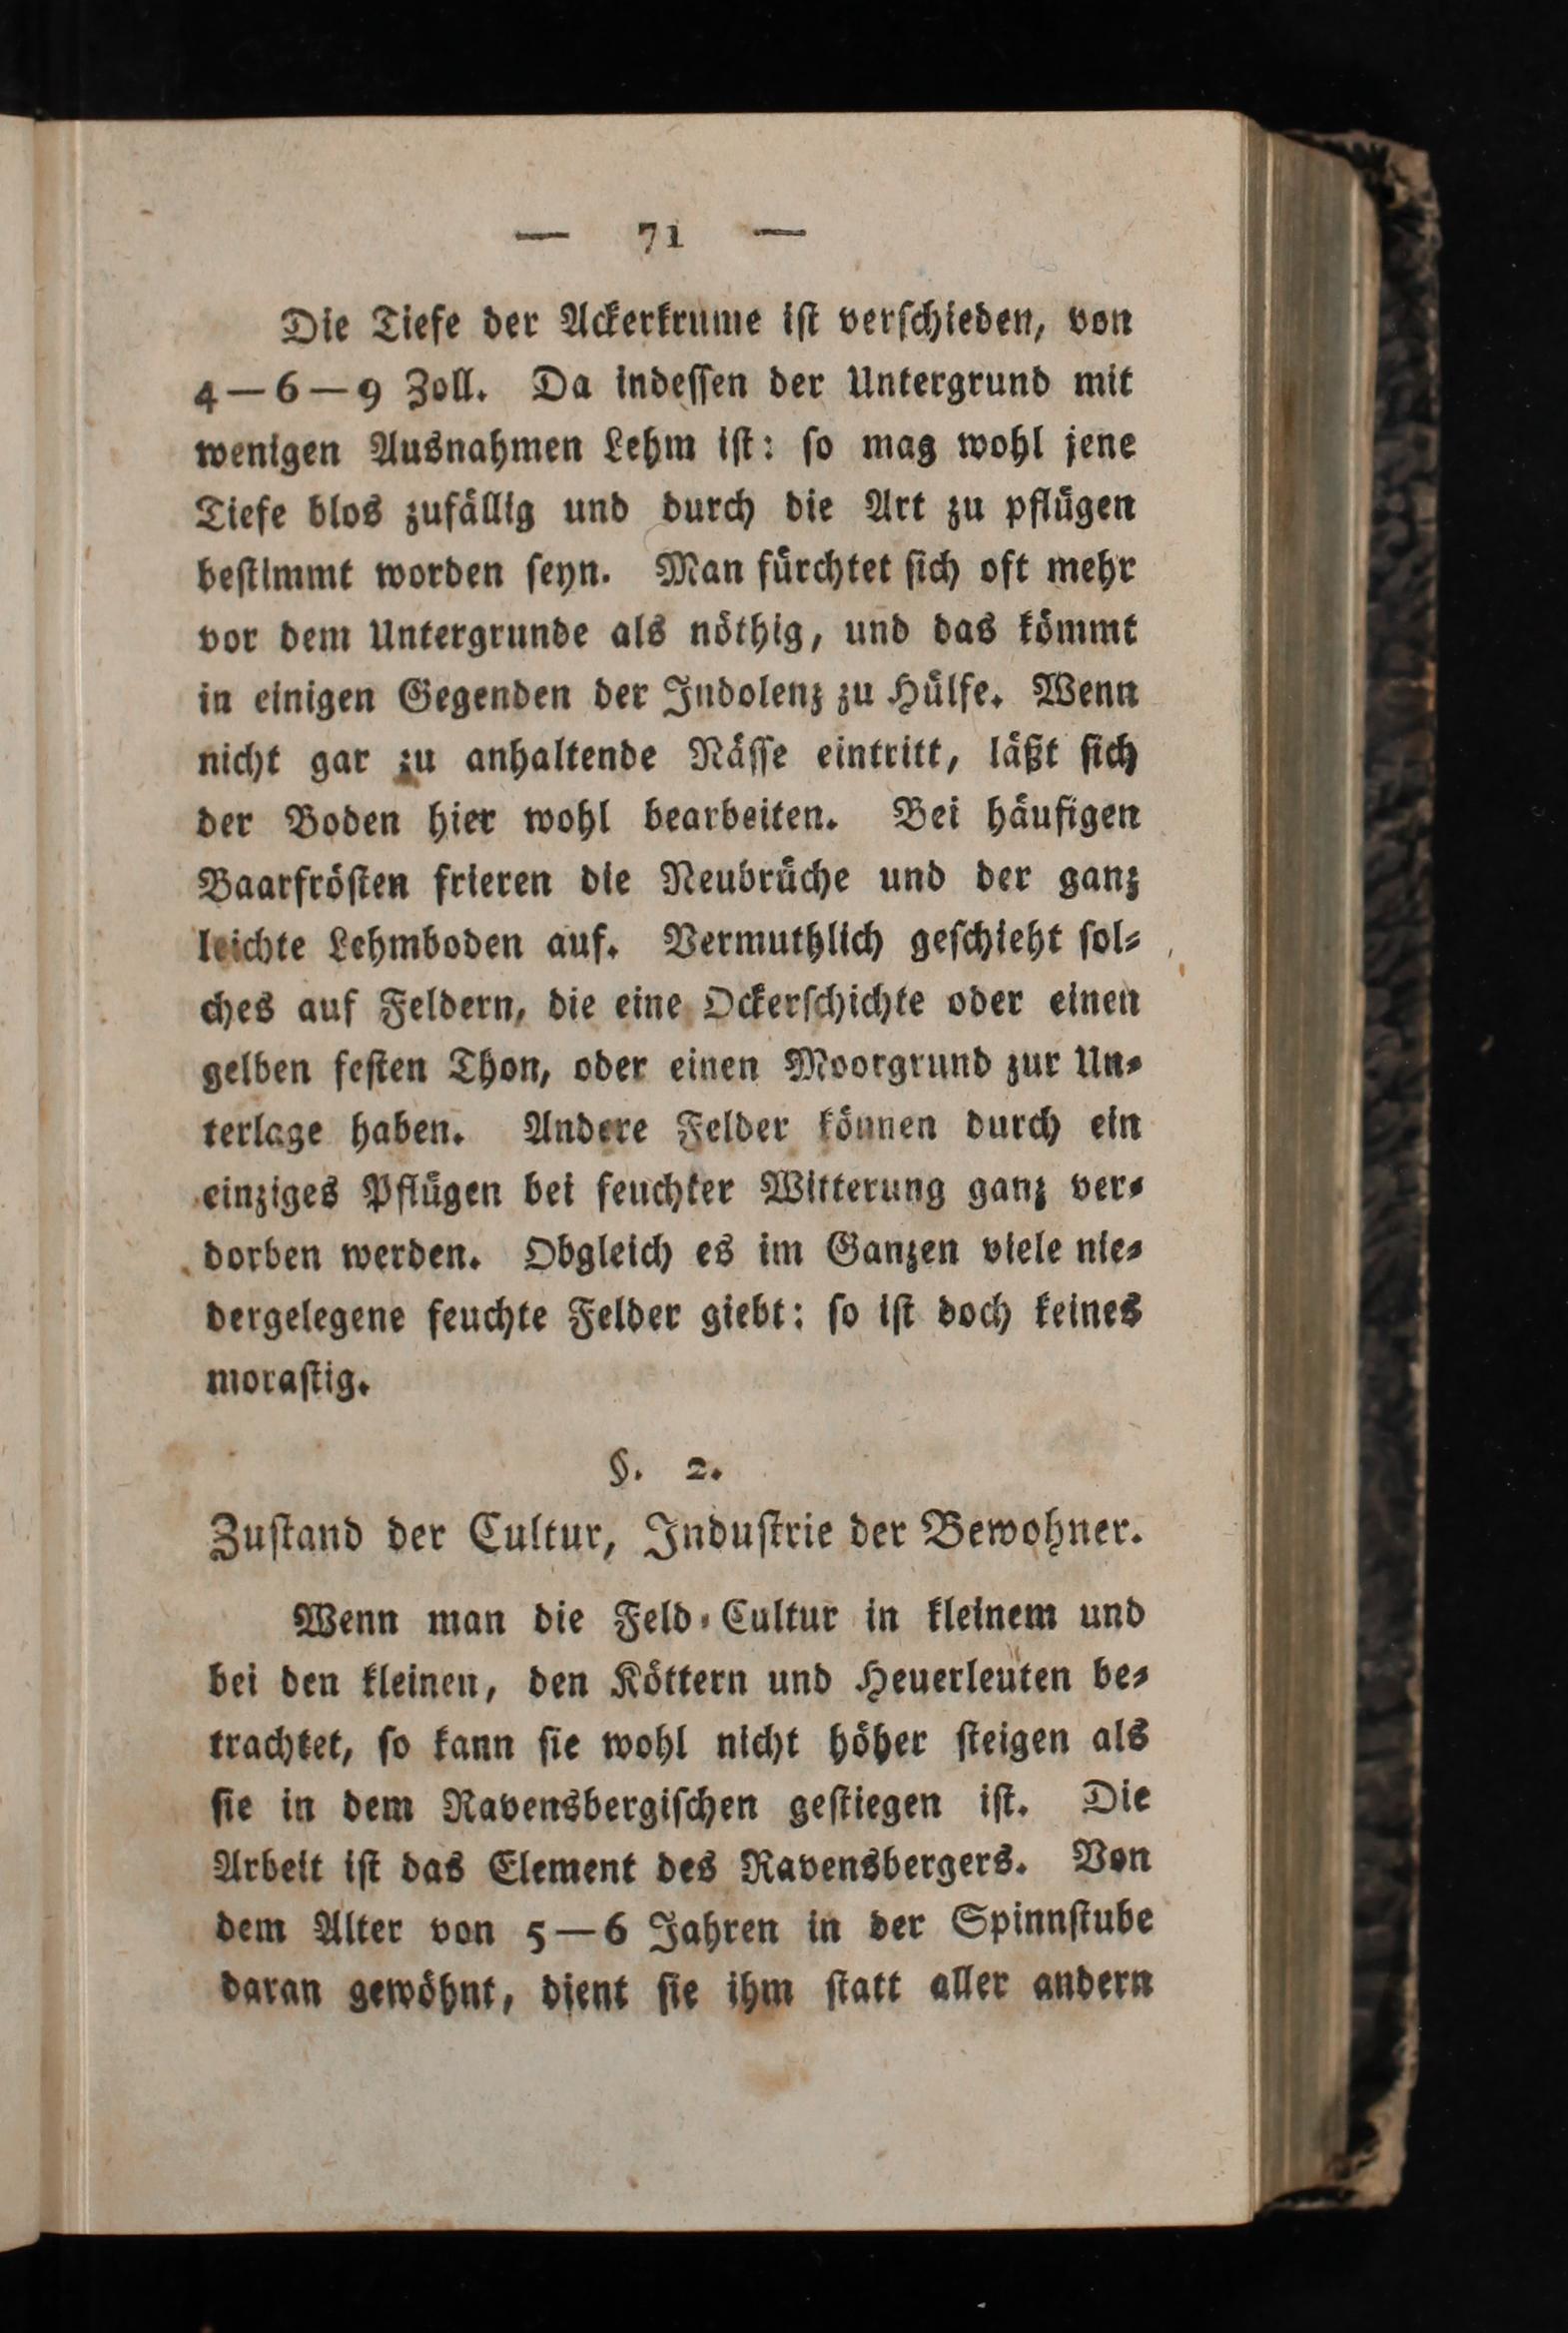 — 71 —
Die Tiefe der Ackerkrume ist verschieden, von
4—6—9 Zoll. Da indessen der Untergrund mit
wenigen Ausnahmen Lehm ist: so mag wohl jene
Tiefe blos zufällig und durch die Art zu pflügen
bestimmt worden seyn. Man fürchtet sich oft mehr
vor dem Untergrunde als nöthig, und das kömmt
in einigen Gegenden der Indolenz zu Hülfe. Wenn
nicht gar zu anhaltende Nässe eintritt, läßt sich
der Boden hier wohl bearbeiten. Bei häufigen
Baarfrösten frieren die Neubrüche und der ganz
leichte Lehmboden auf. Vermuthlich geschieht sol-
ches auf Feldern, die eine Ockerschichte oder einen
gelben festen Thon, oder einen Moorgrund zur Un-
terlage haben. Andere Felder können durch ein
einziges Pflügen bei feuchter Witterung ganz ver-
dorben werden. Obgleich es im Ganzen viele nie-
dergelegene feuchte Felder giebt: so ist doch keines
morastig.
§. 2.
Zustand der Cultur, Industrie der Bewohner.
Wenn man die Feld-Cultur in kleinem und
bei den kleinen, den Köttern und Heuerleuten be-
trachtet, so kann sie wohl nicht höher steigen als
sie in dem Ravensbergischen gestiegen ist. Die
Arbeit ist das Element des Ravensbergers. Von
dem Alter von 5—6 Jahren in der Spinnstube
daran gewöhnt, dient sie ihm statt aller andern